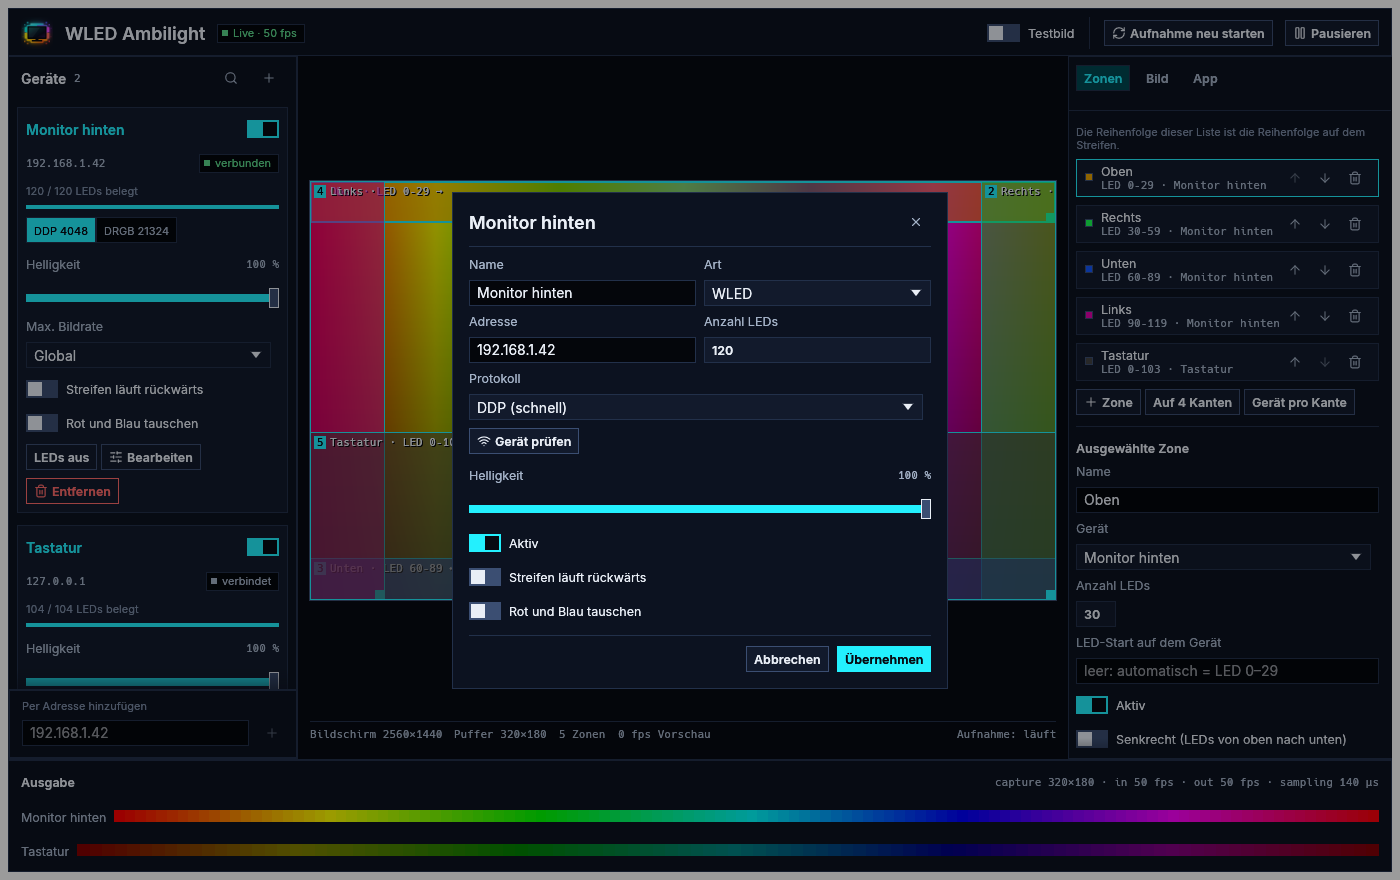 WLED Ambilight
Live · 50 fps
Testbild
Aufnahme neu starten
Pausieren
Geräte 2
Monitor hinten
192.168.1.42
verbunden
120 / 120 LEDs belegt
DDP 4048
DRGB 21324
Helligkeit
100 %
Max. Bildrate
Global
Streifen läuft rückwärts
Rot und Blau tauschen
LEDs aus
Bearbeiten
Entfernen
Tastatur
127.0.0.1
verbindet
104 / 104 LEDs belegt
Helligkeit
100 %
Per Adresse hinzufügen
192.168.1.42
4 Links · LED 0-29 →
2 Rechts ·
5 Tastatur · LED 0-10
3 Unten · LED 60-89 ·
Monitor hinten
Name
Art
Monitor hinten
WLED
Adresse
Anzahl LEDs
192.168.1.42
120
Protokoll
DDP (schnell)
Gerät prüfen
Helligkeit
100 %
Aktiv
Streifen läuft rückwärts
Rot und Blau tauschen
Abbrechen
Übernehmen
Bildschirm 2560×1440 Puffer 320×180 5 Zonen 0 fps Vorschau
Aufnahme: läuft
Zonen
Bild
App
Die Reihenfolge dieser Liste ist die Reihenfolge auf dem
Streifen.
Oben
LED 0-29 · Monitor hinten
Rechts
LED 30-59 · Monitor hinten
Unten
LED 60-89 · Monitor hinten
Links
LED 90-119 · Monitor hinten
Tastatur
LED 0-103 · Tastatur
Zone
Auf 4 Kanten
Gerät pro Kante
Ausgewählte Zone
Name
Oben
Gerät
Monitor hinten
Anzahl LEDs
30
LED-Start auf dem Gerät
leer: automatisch = LED 0–29
Aktiv
Senkrecht (LEDs von oben nach unten)
Ausgabe
capture 320×180 · in 50 fps · out 50 fps · sampling 140 µs
Monitor hinten
Tastatur